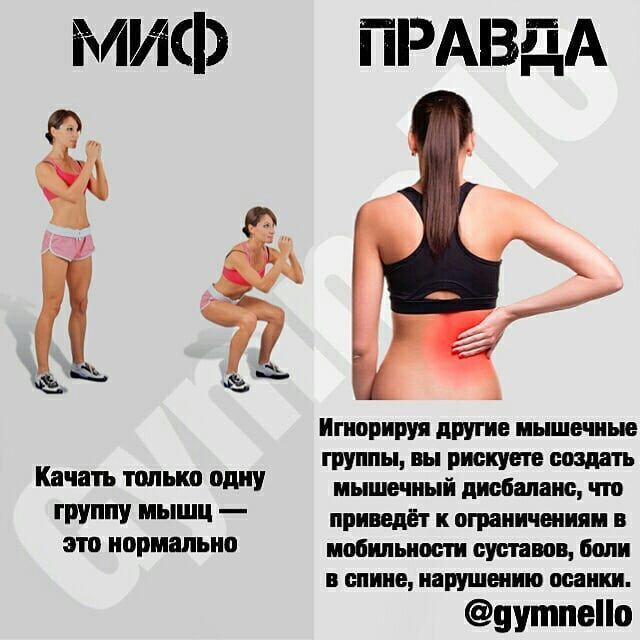 МИФ
ПРАВДА
Качать только одну
группу мышц —
это нормально
Игнорируя другие мышечные
группы, вы рискуете создать
мышечный дисбаланс, что
приведёт к ограничениям в
мобильности суставов, боли
в спине, нарушению осанки.
@gymnello
Gymnello